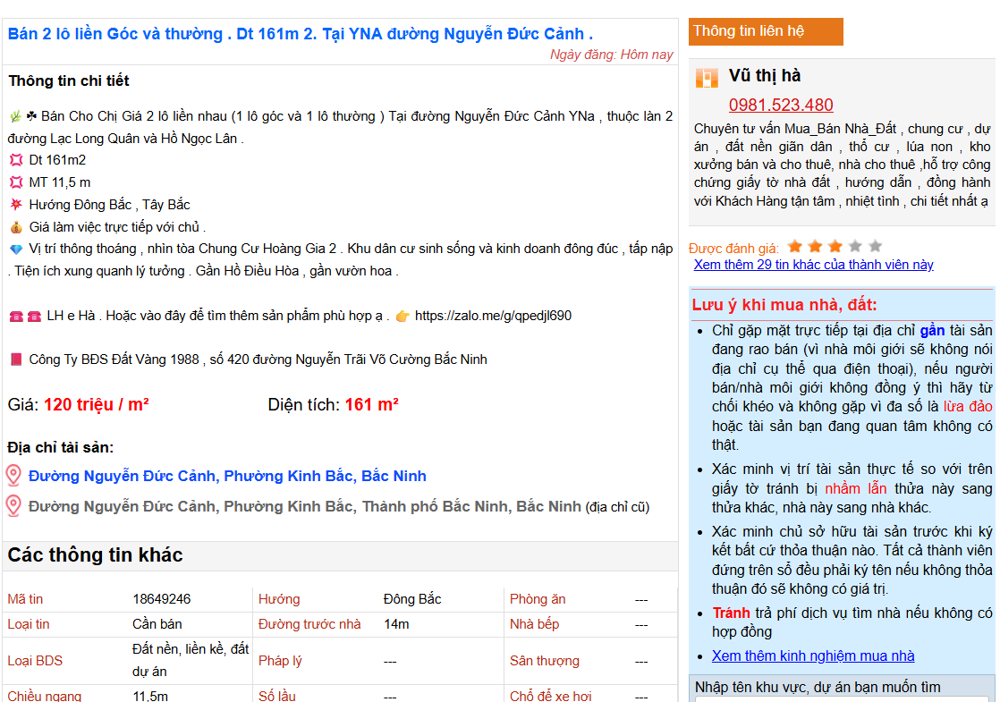 Bán 2 lô liền Góc và thường . Dt 161m 2. Tại YNA đường Nguyễn Đức Cảnh .
Ngày đăng: Hôm nay
Thông tin chi tiết
🌿 ☘ Bán Cho Chị Giá 2 lô liền nhau (1 lô góc và 1 lô thường ) Tại đường Nguyễn Đức Cảnh YNa , thuộc làn 2
đường Lạc Long Quân và Hồ Ngọc Lân .
💢 Dt 161m2
💢 MT 11,5 m
💥 Hướng Đông Bắc , Tây Bắc
💰 Giá làm việc trực tiếp với chủ .
💎 Vị trí thông thoáng , nhìn tòa Chung Cư Hoàng Gia 2 . Khu dân cư sinh sống và kinh doanh đông đúc , tấp nập
. Tiện ích xung quanh lý tưởng . Gần Hồ Điều Hòa , gần vườn hoa .
☎️ ☎️ LH e Hà . Hoặc vào đây để tìm thêm sản phẩm phù hợp ạ . 👉 https://zalo.me/g/qpedjl690
📕 Công Ty BĐS Đất Vàng 1988 , số 420 đường Nguyễn Trãi Võ Cường Bắc Ninh
Giá: 120 triệu / m² Diện tích: 161 m²
Địa chỉ tài sản:
Đường Nguyễn Đức Cảnh, Phường Kinh Bắc, Bắc Ninh
Đường Nguyễn Đức Cảnh, Phường Kinh Bắc, Thành phố Bắc Ninh, Bắc Ninh (địa chỉ cũ)
Các thông tin khác
Mã tin 18649246 Hướng Đông Bắc Phòng ăn ---
Loại tin Cần bán Đường trước nhà 14m Nhà bếp ---
Loại BDS Đất nền, liền kề, đất Pháp lý --- Sân thượng ---
dự án
Chiều ngang 11,5m Số lầu --- Chổ để xe hơi ---
Thông tin liên hệ
Vũ thị hà
0981.523.480
Chuyên tư vấn Mua_Bán Nhà_Đất , chung cư , dự
án , đất nền giãn dân , thổ cư , lúa non , kho
xưởng bán và cho thuê, nhà cho thuê ,hỗ trợ công
chứng giấy tờ nhà đất , hướng dẫn , đồng hành
với Khách Hàng tận tâm , nhiệt tình , chi tiết nhất ạ
Được đánh giá:
Xem thêm 29 tin khác của thành viên này
Lưu ý khi mua nhà, đất:
• Chỉ gặp mặt trực tiếp tại địa chỉ gần tài sản
đang rao bán (vì nhà môi giới sẽ không nói
địa chỉ cụ thể qua điện thoại), nếu người
bán/nhà môi giới không đồng ý thì hãy từ
chối khéo và không gặp vì đa số là lừa đảo
hoặc tài sản bạn đang quan tâm không có
thật.
• Xác minh vị trí tài sản thực tế so với trên
giấy tờ tránh bị nhầm lẫn thửa này sang
thửa khác, nhà này sang nhà khác.
• Xác minh chủ sở hữu tài sản trước khi ký
kết bất cứ thỏa thuận nào. Tất cả thành viên
đứng trên sổ đều phải ký tên nếu không thỏa
thuận đó sẽ không có giá trị.
• Tránh trả phí dịch vụ tìm nhà nếu không có
hợp đồng
• Xem thêm kinh nghiệm mua nhà
Nhập tên khu vực, dự án bạn muốn tìm